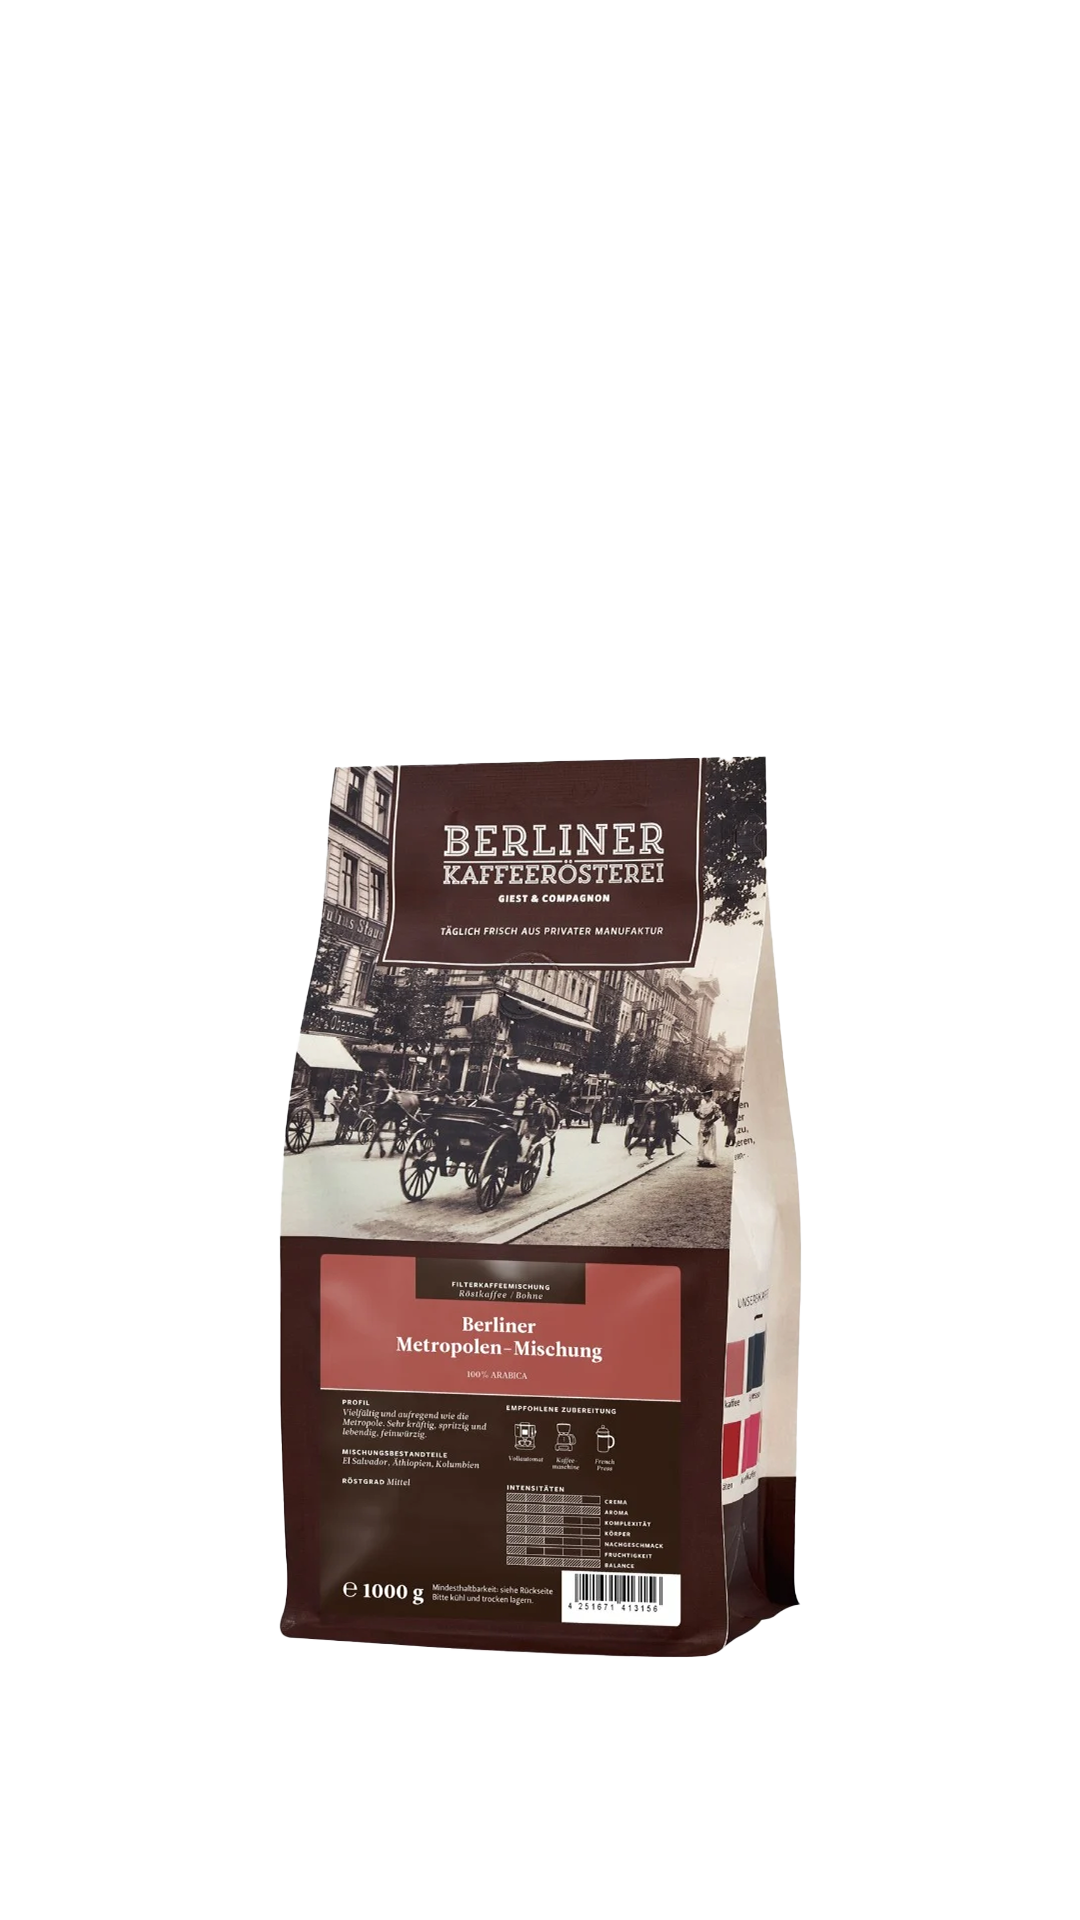 BERLINER
KAFFEERÖSTEREI
GIEST & COMPAGNON
TÄGLICH FRISCH AUS PRIVATER MANUFAKTUR
FILTERKAFFEEMISCHUNG
Röstkaffee / Bohne
Berliner
Metropolen-Mischung
100% ARABICA
PROFIL
Vielfältig und aufregend wie die
Metropole. Sehr kräftig, spritzig und
lebendig, feinwürzig.
MISCHUNGSBESTANDTEILE
El Salvador, Äthiopien, Kolumbien
RÖSTGRAD Mittel
EMPFOHLENE ZUBEREITUNG
Vollautomat
Kaffee-
maschine
French
Press
INTENSITÄTEN
CREMA
AROMA
KOMPLEXITÄT
KÖRPER
NACHGESCHMACK
FRUCHTIGKEIT
BALANCE
℮ 1000 g
Mindesthaltbarkeit: siehe Rückseite
Bitte kühl und trocken lagern.
4 251671 413156